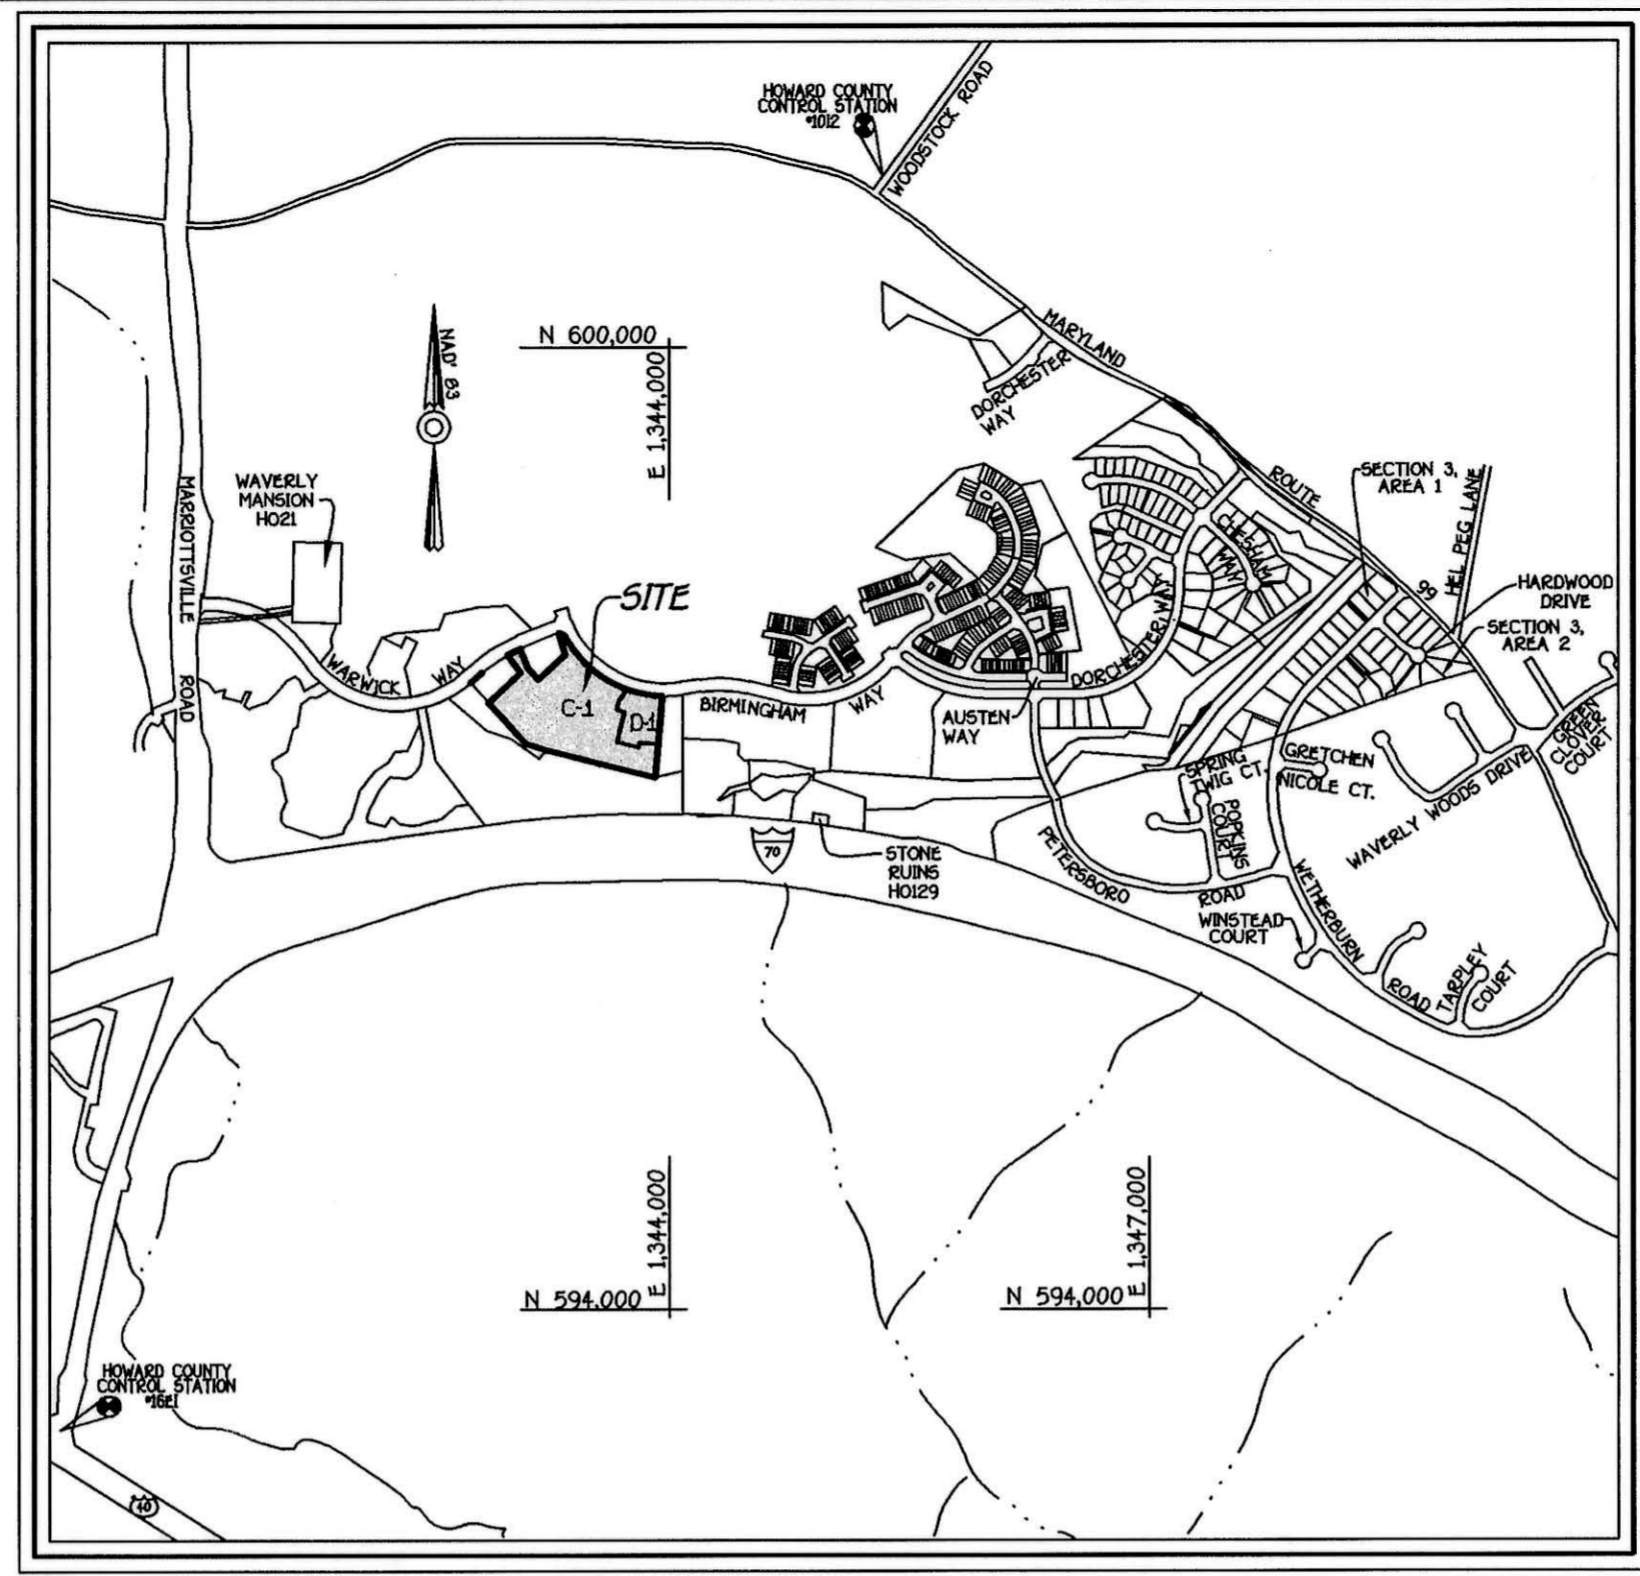 HOWARD COUNTY
CONTROL STATION
#1012
WOODSTOCK ROAD
NAD' 83
N 600,000
E 1,344,000
MARYLAND
DORCHESTER
WAY
ROUTE
99
SECTION 3,
AREA 1
HEL PEG LANE
WAVERLY
MANSION
HO21
MARRIOTTSVILLE
ROAD
CHESHAM
WAY
HARDWOOD
DRIVE
SECTION 3,
AREA 2
SITE
WARWICK
WAY
C-1
D-1
BIRMINGHAM
WAY
DORCHESTER WAY
AUSTEN
WAY
GREEN
CLOVER
COURT
SPRING
TWIG CT.
GRETCHEN
NICOLE CT.
WAVERLY WOODS DRIVE
POPKINS
COURT
70
STONE
RUINS
HO129
PETERSBORO
ROAD
WINSTEAD
COURT
WETHERBURN
ROAD
TARPLEY
COURT
E 1,344,000
N 594,000
E 1,347,000
N 594,000
HOWARD COUNTY
CONTROL STATION
#16E1
40